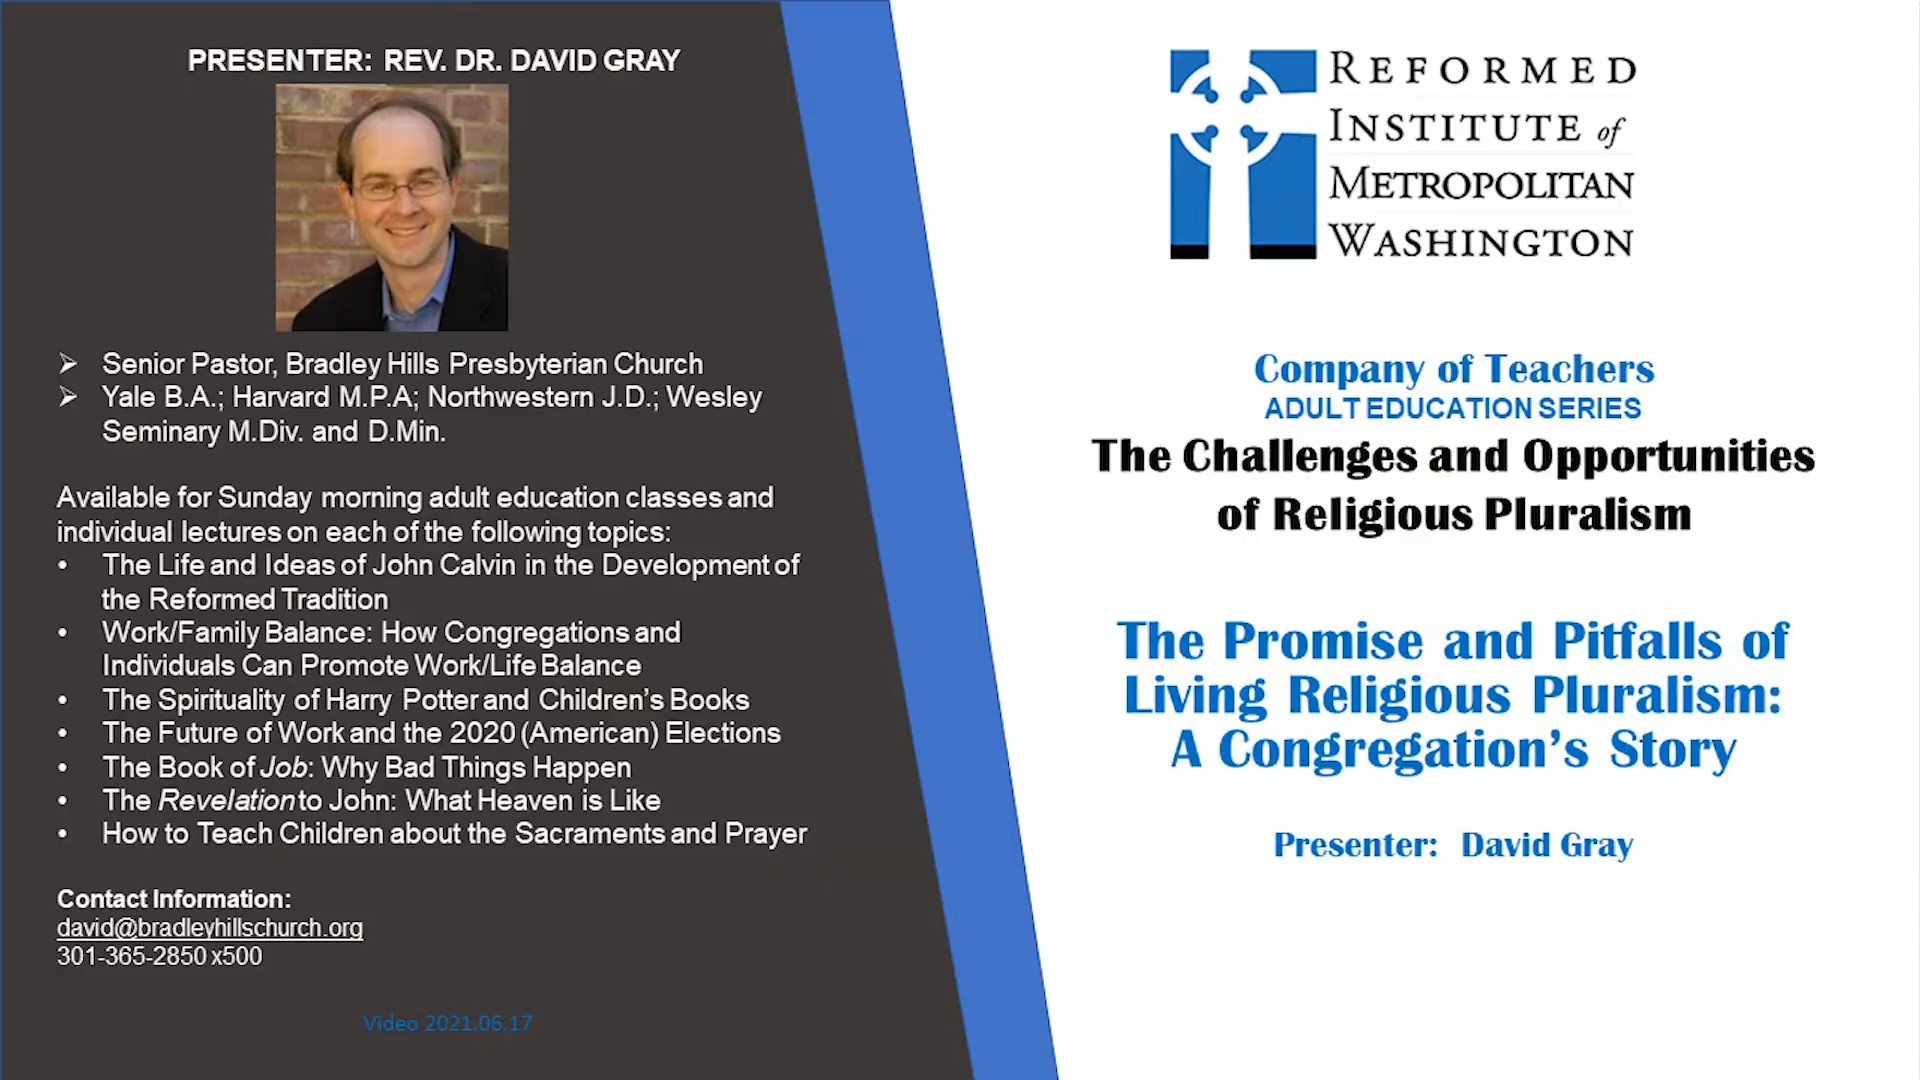 PRESENTER: REV. DR. DAVID GRAY
➢ Senior Pastor, Bradley Hills Presbyterian Church
➢ Yale B.A.; Harvard M.P.A; Northwestern J.D.; Wesley
Seminary M.Div. and D.Min.
Available for Sunday morning adult education classes and
individual lectures on each of the following topics:
• The Life and Ideas of John Calvin in the Development of
the Reformed Tradition
• Work/Family Balance: How Congregations and
Individuals Can Promote Work/Life Balance
• The Spirituality of Harry Potter and Children’s Books
• The Future of Work and the 2020 (American) Elections
• The Book of Job: Why Bad Things Happen
• The Revelation to John: What Heaven is Like
• How to Teach Children about the Sacraments and Prayer
Contact Information:
david@bradleyhillschurch.org
301-365-2850 x500
Video 2021.06.17
REFORMED
INSTITUTE of
METROPOLITAN
WASHINGTON
Company of Teachers
ADULT EDUCATION SERIES
The Challenges and Opportunities
of Religious Pluralism
The Promise and Pitfalls of
Living Religious Pluralism:
A Congregation’s Story
Presenter: David Gray